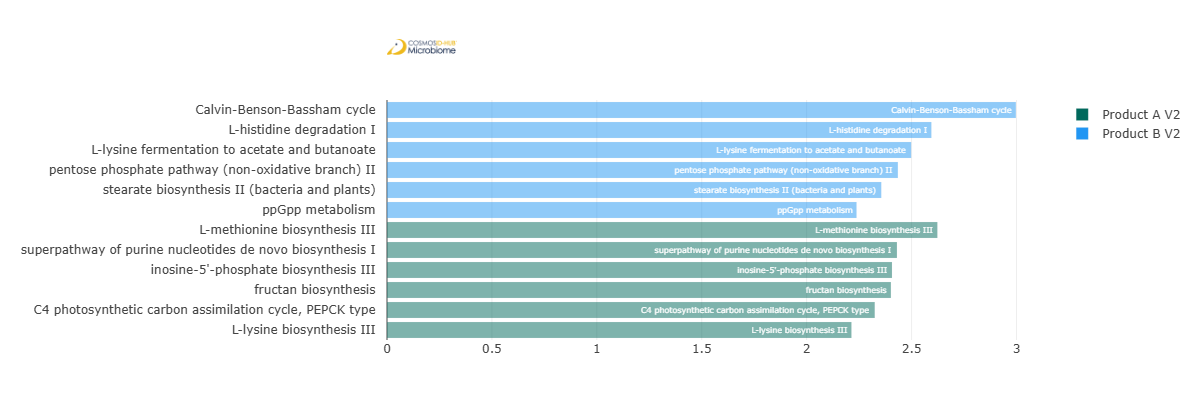 COSMOSID-HUB
Microbiome
Calvin-Benson-Bassham cycle
Calvin-Benson-Bassham cycle
L-histidine degradation I
L-histidine degradation I
L-lysine fermentation to acetate and butanoate
L-lysine fermentation to acetate and butanoate
pentose phosphate pathway (non-oxidative branch) II
pentose phosphate pathway (non-oxidative branch) II
stearate biosynthesis II (bacteria and plants)
stearate biosynthesis II (bacteria and plants)
ppGpp metabolism
ppGpp metabolism
L-methionine biosynthesis III
L-methionine biosynthesis III
superpathway of purine nucleotides de novo biosynthesis I
superpathway of purine nucleotides de novo biosynthesis I
inosine-5'-phosphate biosynthesis III
inosine-5'-phosphate biosynthesis III
fructan biosynthesis
fructan biosynthesis
C4 photosynthetic carbon assimilation cycle, PEPCK type
C4 photosynthetic carbon assimilation cycle, PEPCK type
L-lysine biosynthesis III
L-lysine biosynthesis III
0 0.5 1 1.5 2 2.5 3
Product A V2
Product B V2